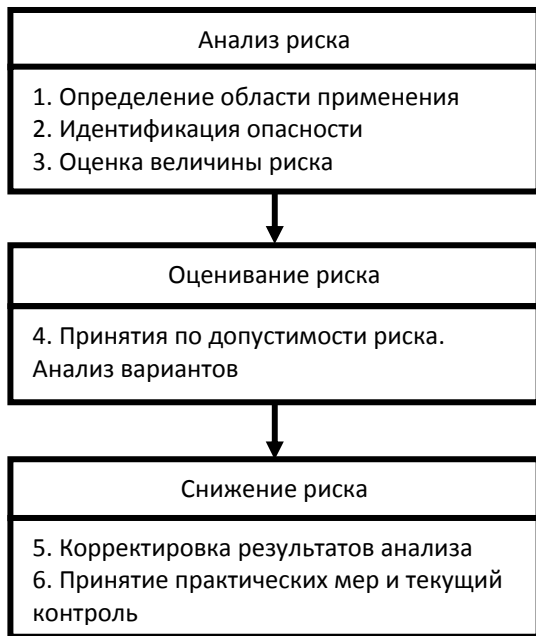 Анализ риска
1. Определение области применения
2. Идентификация опасности
3. Оценка величины риска
Оценивание риска
4. Принятия по допустимости риска.
Анализ вариантов
Снижение риска
5. Корректировка результатов анализа
6. Принятие практических мер и текущий
контроль